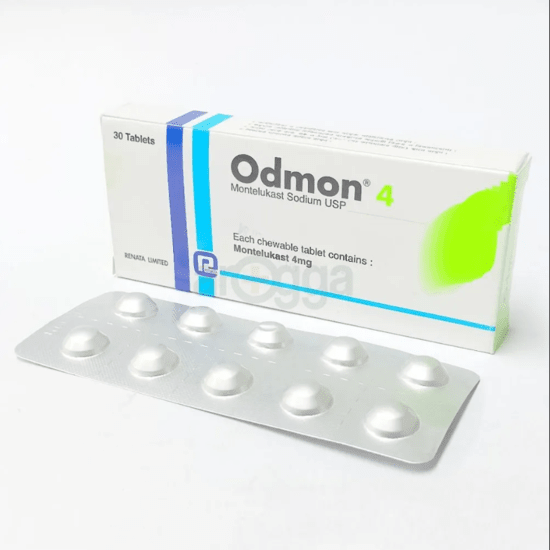 30 Tablets
Odmon® 4
Montelukast Sodium USP
Each chewable tablet contains :
Montelukast 4mg
RENATA LIMITED